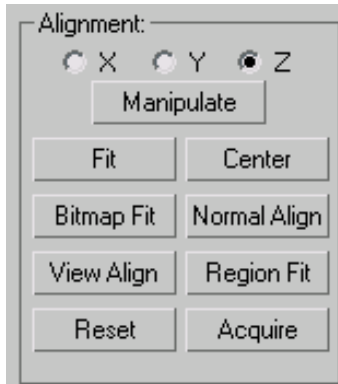 Alignment:
X Y Z
Manipulate
Fit Center
Bitmap Fit Normal Align
View Align Region Fit
Reset Acquire